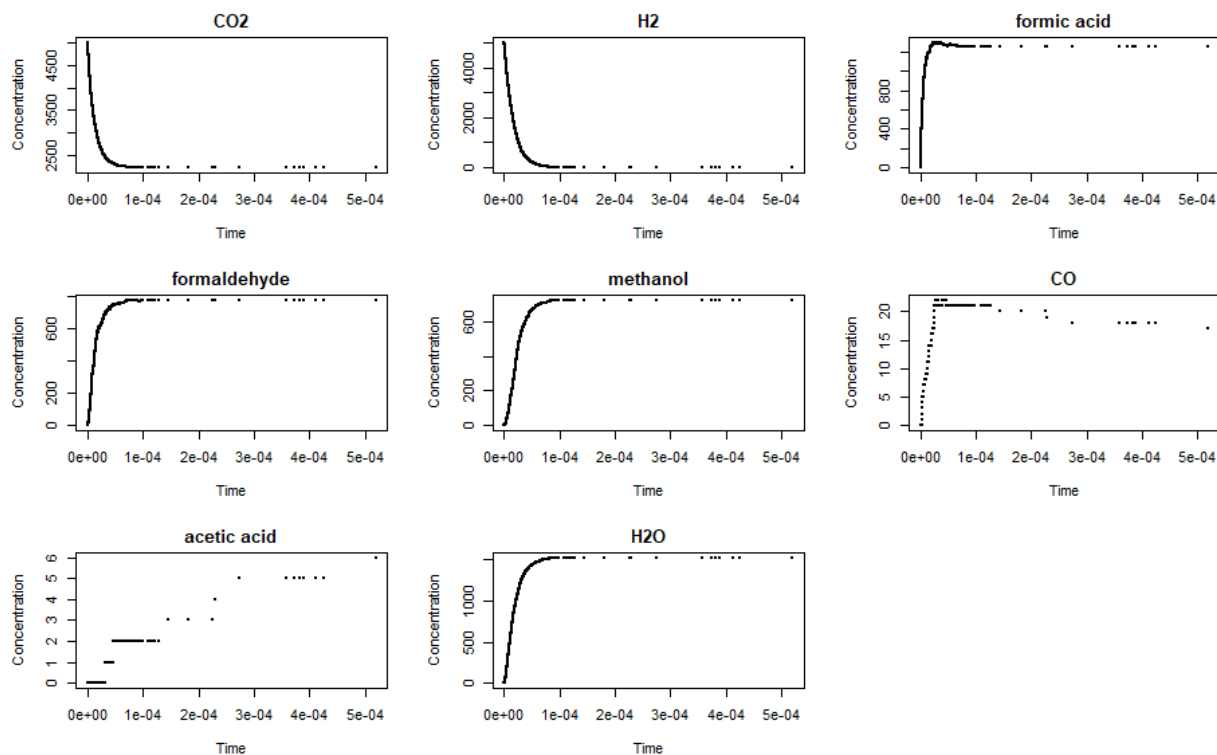 CO2
Concentration
2500
3500
4500
0e+00 1e-04 2e-04 3e-04 4e-04 5e-04
Time
H2
Concentration
0
2000
4000
0e+00 1e-04 2e-04 3e-04 4e-04 5e-04
Time
formic acid
Concentration
0
400
800
0e+00 1e-04 2e-04 3e-04 4e-04 5e-04
Time
formaldehyde
Concentration
0
200
600
0e+00 1e-04 2e-04 3e-04 4e-04 5e-04
Time
methanol
Concentration
0
200
600
0e+00 1e-04 2e-04 3e-04 4e-04 5e-04
Time
CO
Concentration
0
5
10
15
20
0e+00 1e-04 2e-04 3e-04 4e-04 5e-04
Time
acetic acid
Concentration
0
1
2
3
4
5
6
0e+00 1e-04 2e-04 3e-04 4e-04 5e-04
Time
H2O
Concentration
0
500
1000
0e+00 1e-04 2e-04 3e-04 4e-04 5e-04
Time